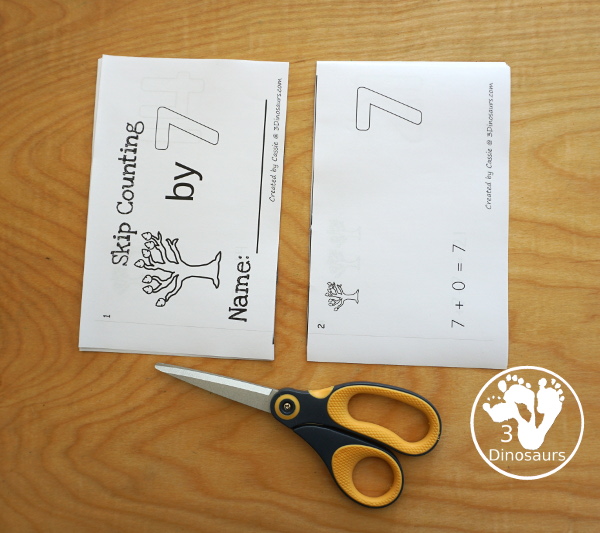 Skip Counting
by 7
Name:
Created by Cassie @ 3Dinosaurs.com
1
7
Created by Cassie @ 3Dinosaurs.com
7 + 0 = 7
2
3
Dinosaurs